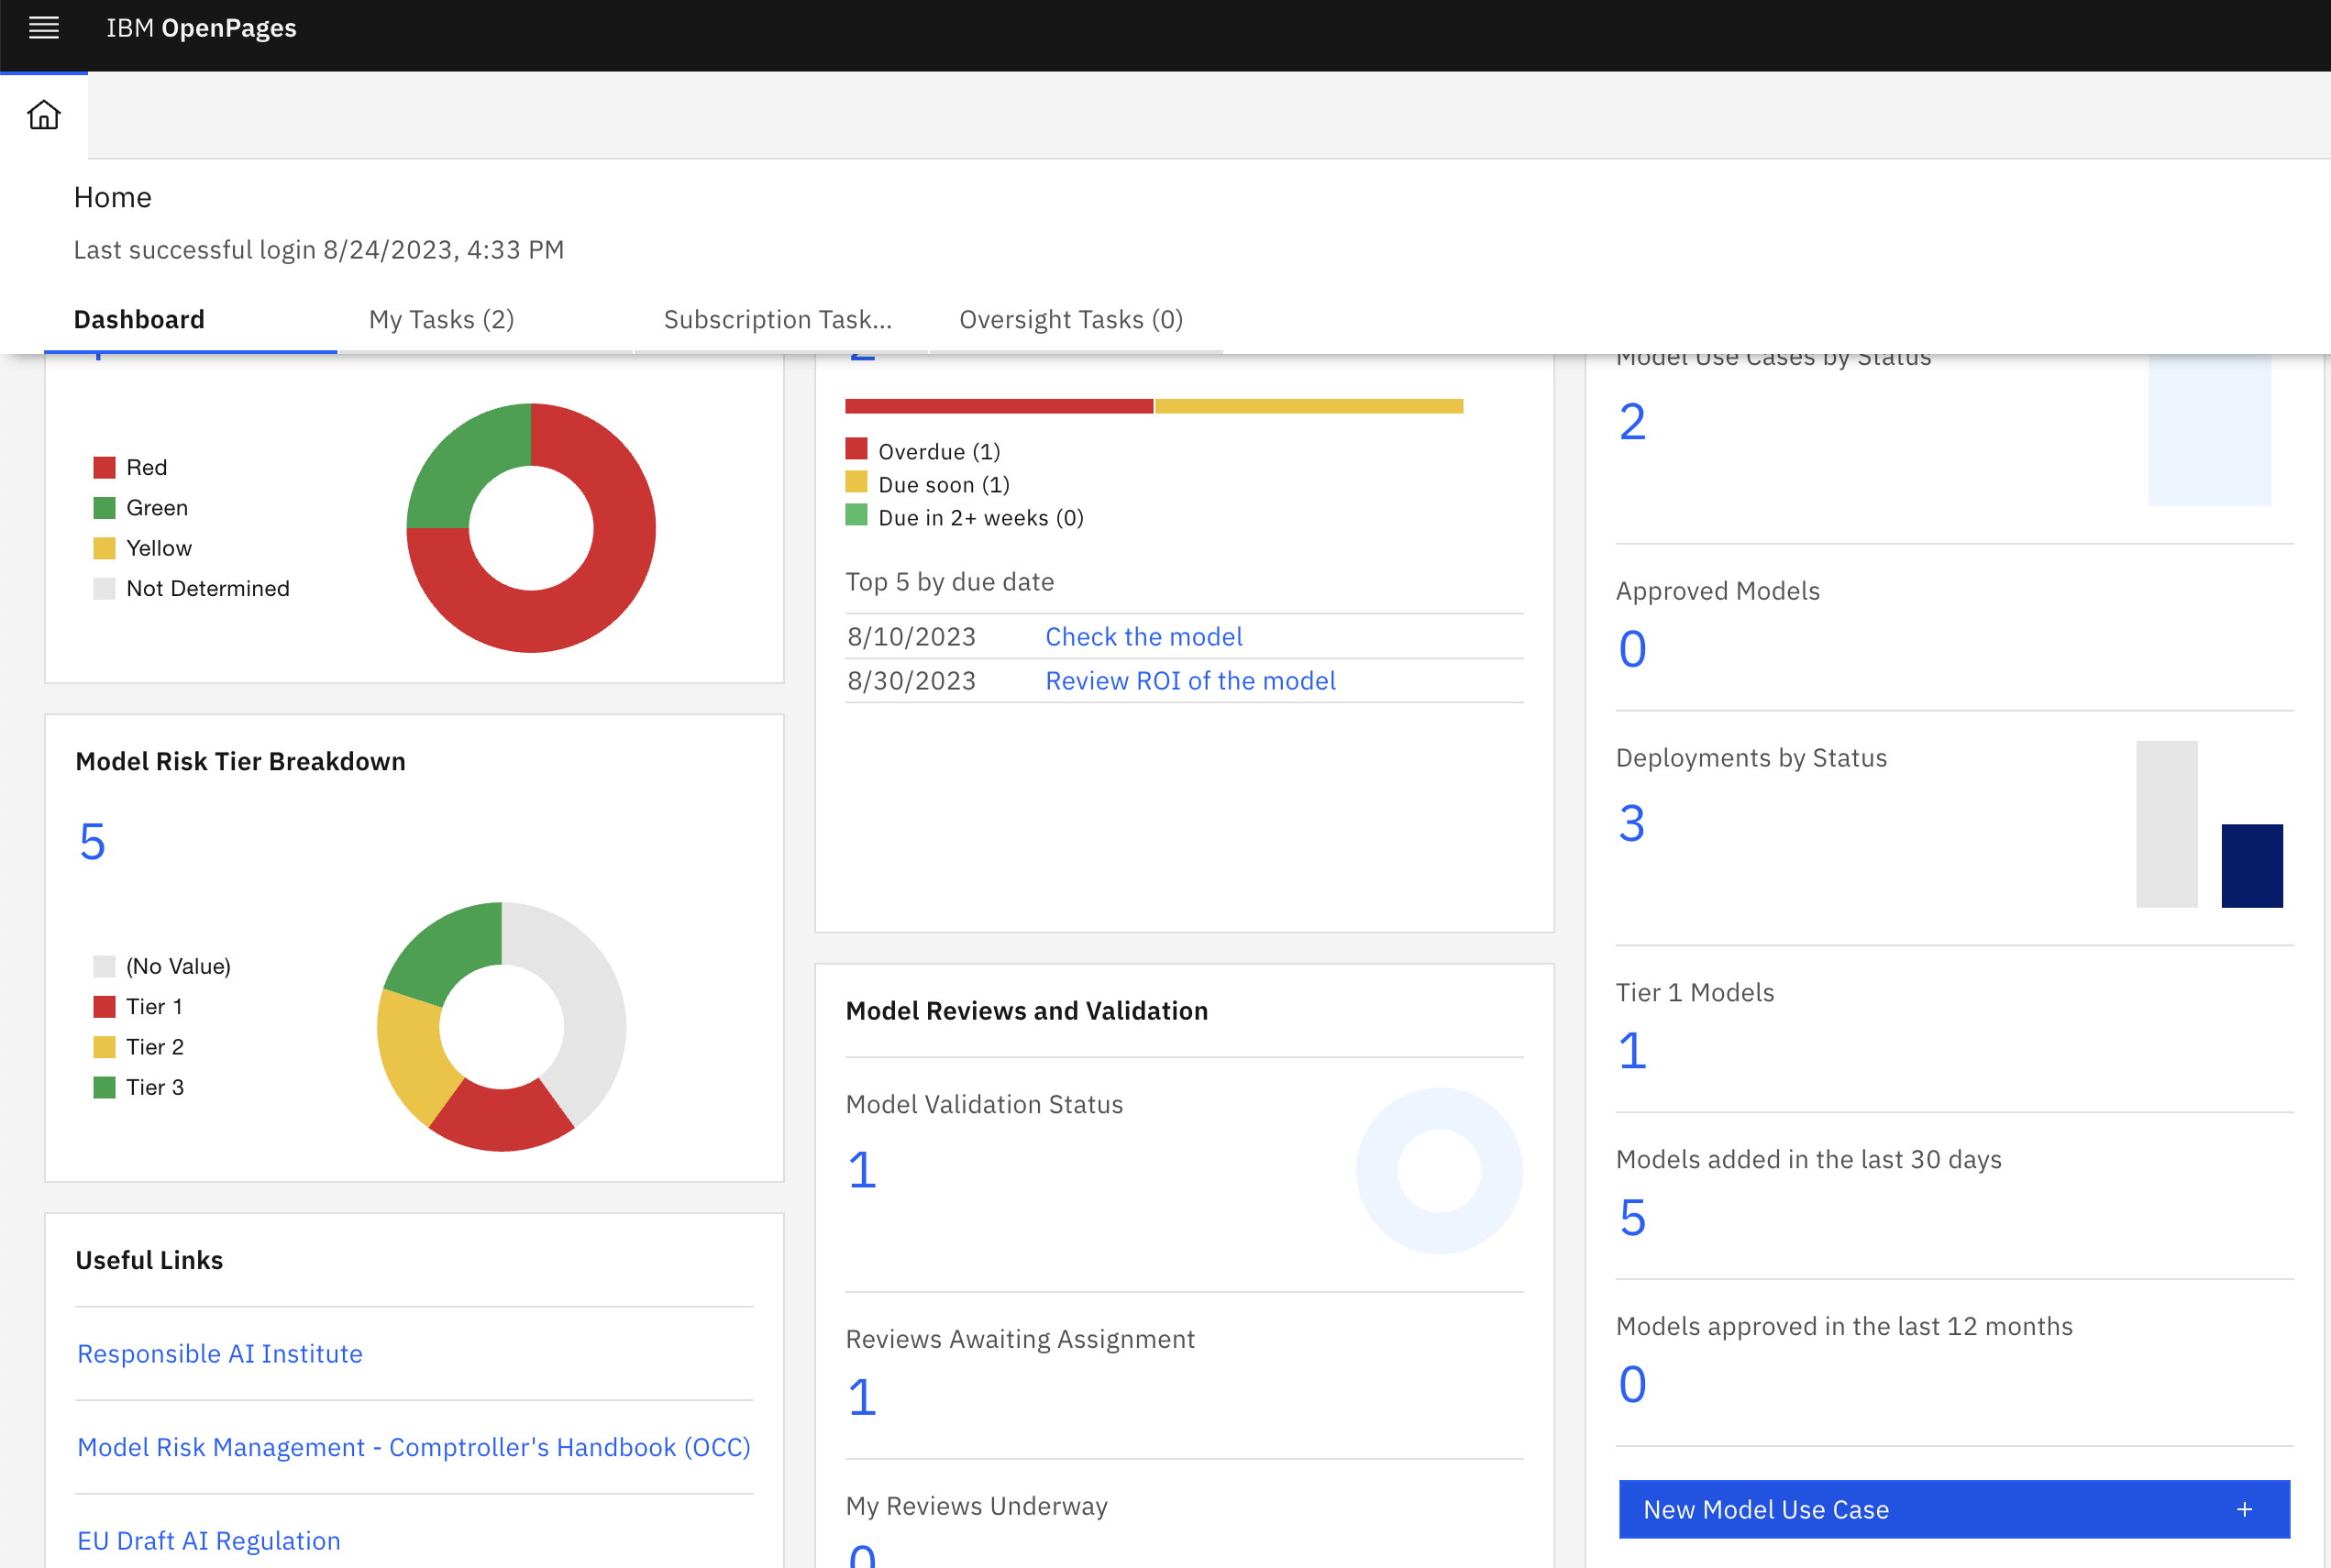 IBM OpenPages
Home
Last successful login 8/24/2023, 4:33 PM
Dashboard
My Tasks (2)
Subscription Task...
Oversight Tasks (0)
Red
Green
Yellow
Not Determined
Model Risk Tier Breakdown
5
(No Value)
Tier 1
Tier 2
Tier 3
Useful Links
Responsible AI Institute
Model Risk Management - Comptroller's Handbook (OCC)
EU Draft AI Regulation
Overdue (1)
Due soon (1)
Due in 2+ weeks (0)
Top 5 by due date
8/10/2023 Check the model
8/30/2023 Review ROI of the model
Model Reviews and Validation
Model Validation Status
1
Reviews Awaiting Assignment
1
My Reviews Underway
0
Model Use Cases by Status
2
Approved Models
0
Deployments by Status
3
Tier 1 Models
1
Models added in the last 30 days
5
Models approved in the last 12 months
0
New Model Use Case +